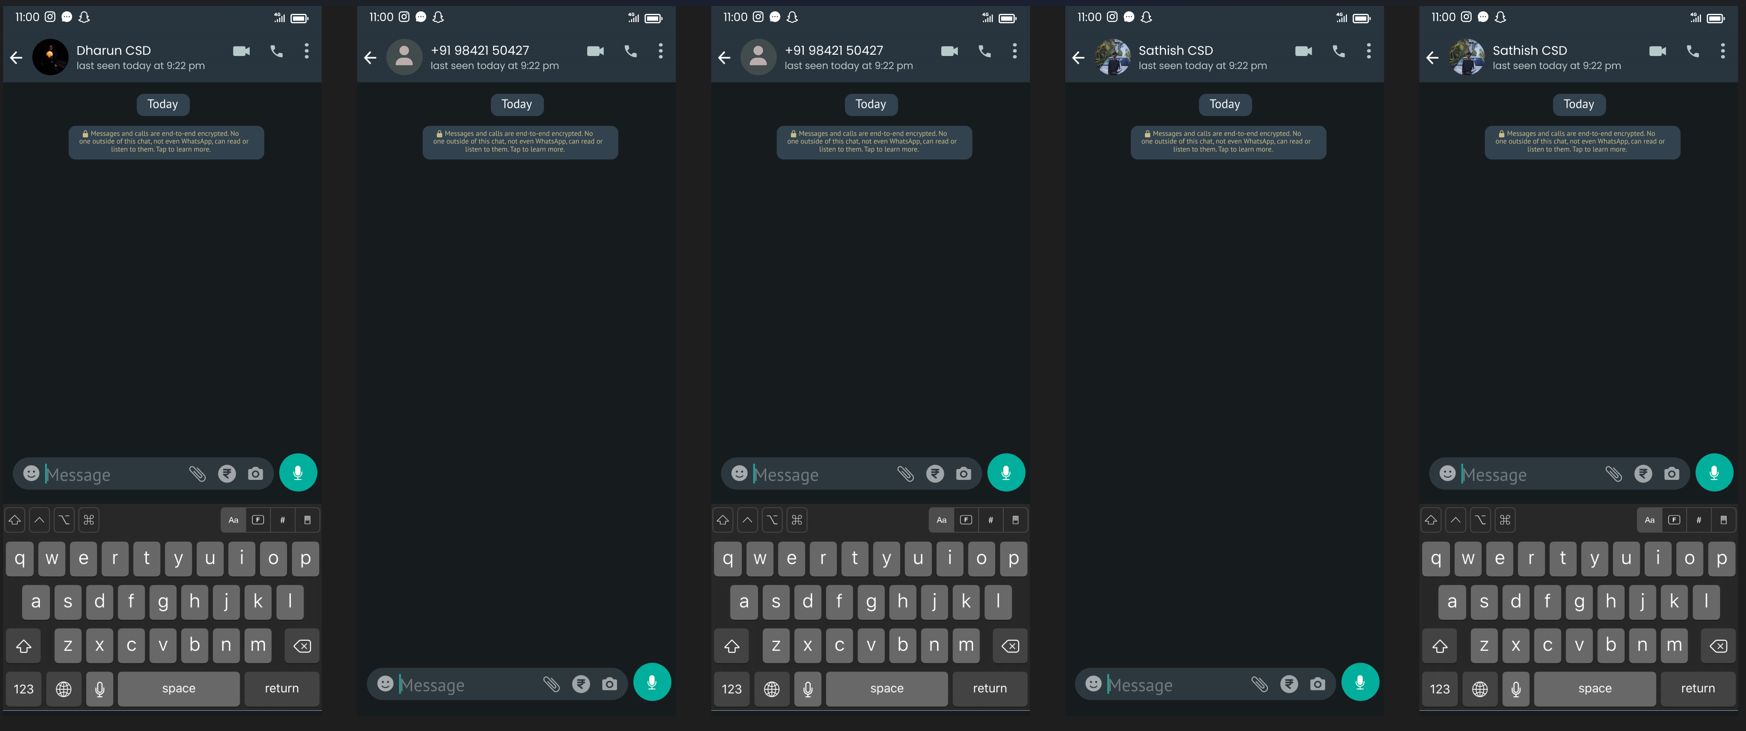 11:00
4G
Dharun CSD
last seen today at 9:22 pm
Today
Messages and calls are end-to-end encrypted. No
one outside of this chat, not even WhatsApp, can read or
listen to them. Tap to learn more.
Message
Aa
F
#
q w e r t y u i o p
a s d f g h j k l
z x c v b n m
123
space
return
11:00
4G
+91 98421 50427
last seen today at 9:22 pm
Today
Messages and calls are end-to-end encrypted. No
one outside of this chat, not even WhatsApp, can read or
listen to them. Tap to learn more.
Message
11:00
4G
+91 98421 50427
last seen today at 9:22 pm
Today
Messages and calls are end-to-end encrypted. No
one outside of this chat, not even WhatsApp, can read or
listen to them. Tap to learn more.
Message
Aa
F
#
q w e r t y u i o p
a s d f g h j k l
z x c v b n m
123
space
return
11:00
4G
Sathish CSD
last seen today at 9:22 pm
Today
Messages and calls are end-to-end encrypted. No
one outside of this chat, not even WhatsApp, can read or
listen to them. Tap to learn more.
Message
11:00
4G
Sathish CSD
last seen today at 9:22 pm
Today
Messages and calls are end-to-end encrypted. No
one outside of this chat, not even WhatsApp, can read or
listen to them. Tap to learn more.
Message
Aa
F
#
q w e r t y u i o p
a s d f g h j k l
z x c v b n m
123
space
return